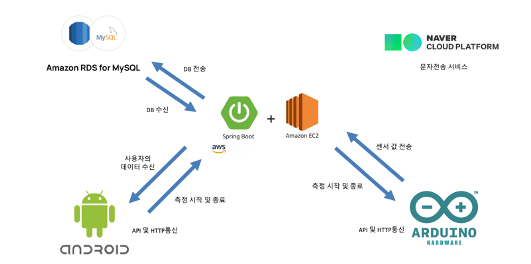 MySQL
Amazon RDS for MySQL
DB 전송
DB 수신
NAVER
CLOUD PLATFORM
문자전송 서비스
Spring Boot
+
Amazon EC2
aws
사용자의
데이터 수신
측정 시작 및 종료
API 및 HTTP통신
ANDROID
센서 값 전송
측정 시작 및 종료
API 및 HTTP통신
ARDUINO
HARDWARE
TM